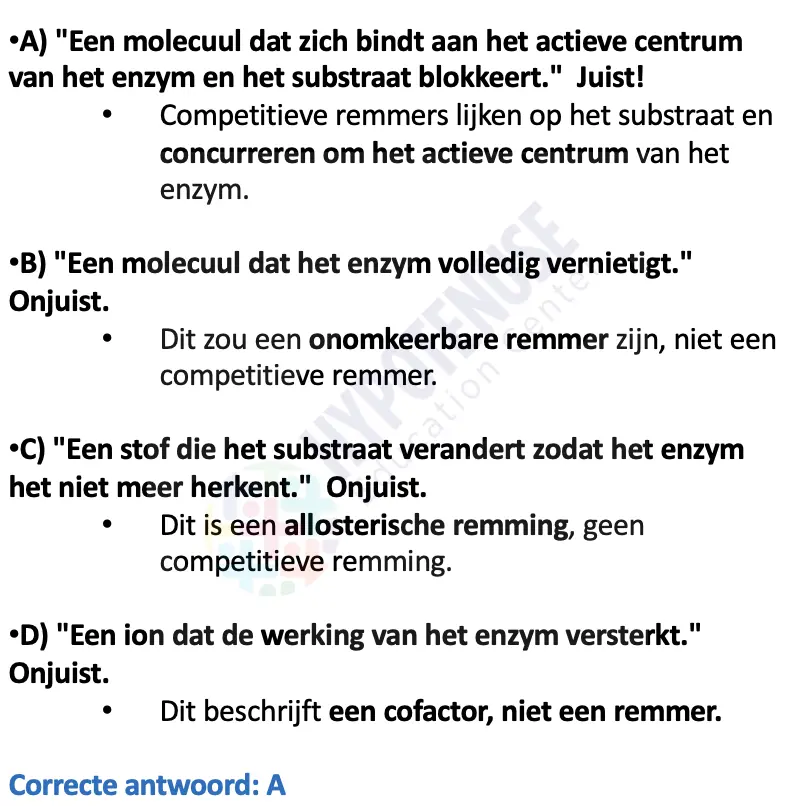 •A) "Een molecuul dat zich bindt aan het actieve centrum
van het enzym en het substraat blokkeert." Juist!
• Competitieve remmers lijken op het substraat en
concurreren om het actieve centrum van het
enzym.
•B) "Een molecuul dat het enzym volledig vernietigt."
Onjuist.
• Dit zou een onomkeerbare remmer zijn, niet een
competitieve remmer.
•C) "Een stof die het substraat verandert zodat het enzym
het niet meer herkent." Onjuist.
• Dit is een allosterische remming, geen
competitieve remming.
•D) "Een ion dat de werking van het enzym versterkt."
Onjuist.
• Dit beschrijft een cofactor, niet een remmer.
Correcte antwoord: A
HYPOTENUSE
Education Center